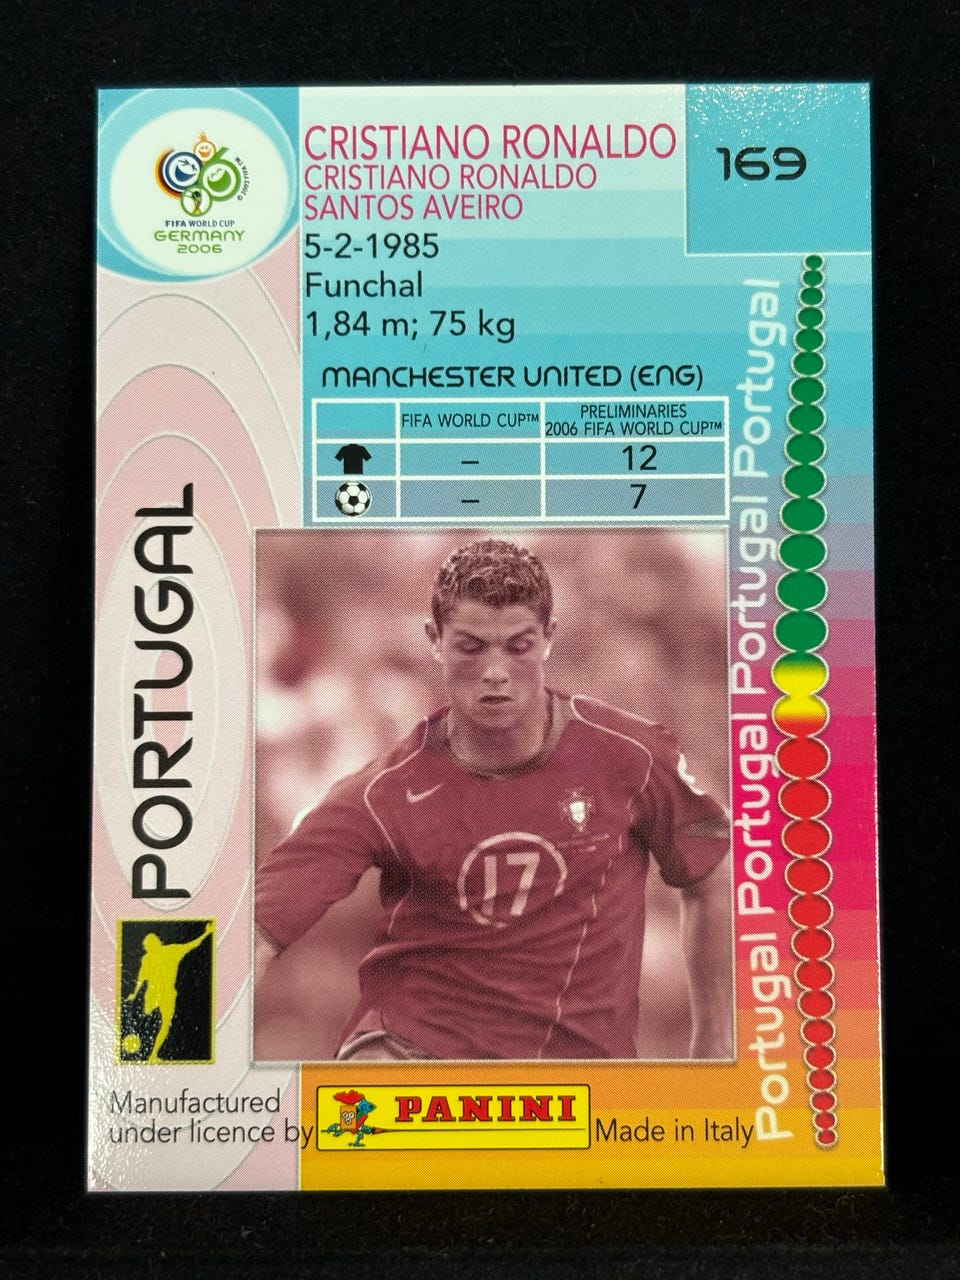 CRISTIANO RONALDO
CRISTIANO RONALDO
SANTOS AVEIRO
169
FIFA WORLD CUP
GERMANY
2006
5-2-1985
Funchal
1,84 m; 75 kg
MANCHESTER UNITED (ENG)
FIFA WORLD CUP™
PRELIMINARIES
2006 FIFA WORLD CUP™
– 12
– 7
PORTUGAL
Portugal Portugal Portugal Portugal Portugal
17
Manufactured
under licence by
PANINI
Made in Italy